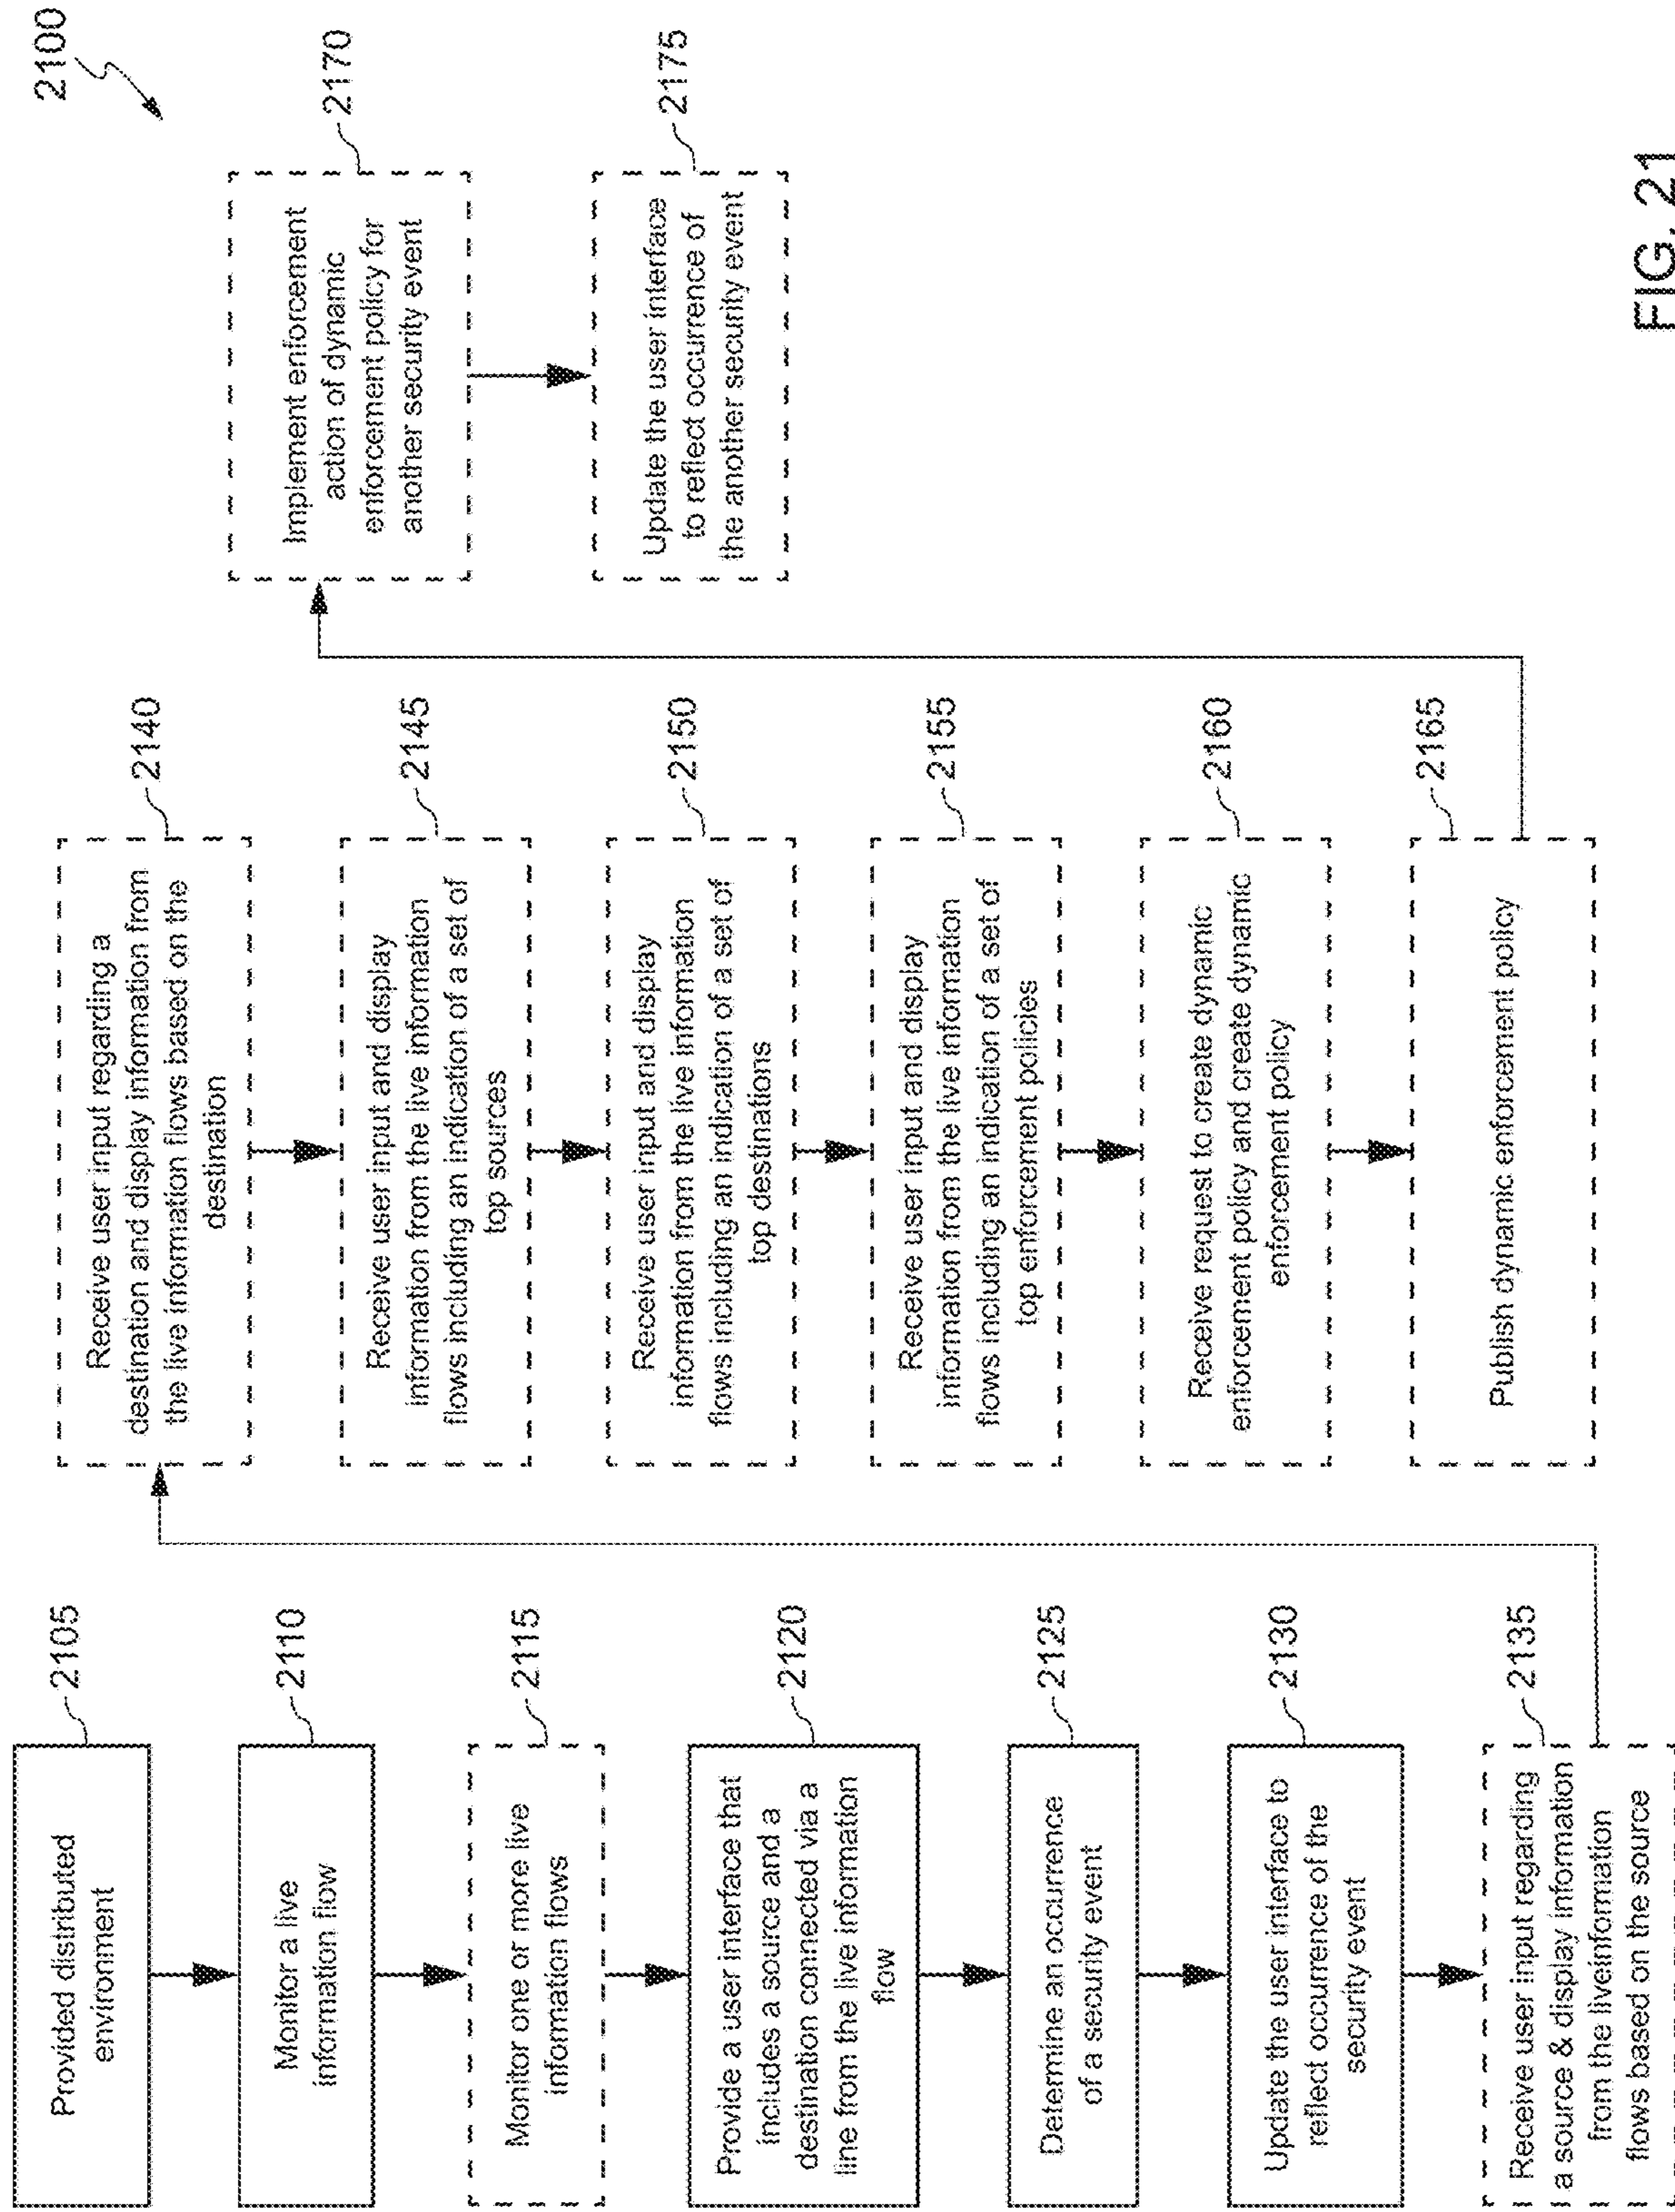 2100
Provided distributed
environment
2105
Monitor a live
information flow
2110
Monitor one or more live
information flows
2115
Provide a user interface that
includes a source and a
destination connected via a
line from the live information
flow
2120
Determine an occurrence
of a security event
2125
Update the user interface to
reflect occurrence of the
security event
2130
Receive user input regarding
a source & display information
from the liveinformation
flows based on the source
2135
Receive user input regarding a
destination and display information from
the live information flows based on the
destination
2140
Receive user input and display
information from the live information
flows including an indication of a set of
top sources
2145
Receive user input and display
information from the live information
flows including an indication of a set of
top destinations
2150
Receive user input and display
information from the live information
flows including an indication of a set of
top enforcement policies
2155
Receive request to create dynamic
enforcement policy and create dynamic
enforcement policy
2160
Publish dynamic enforcement policy
2165
Implement enforcement
action of dynamic
enforcement policy for
another security event
2170
Update the user interface
to reflect occurrence of
the another security event
2175
FIG. 21